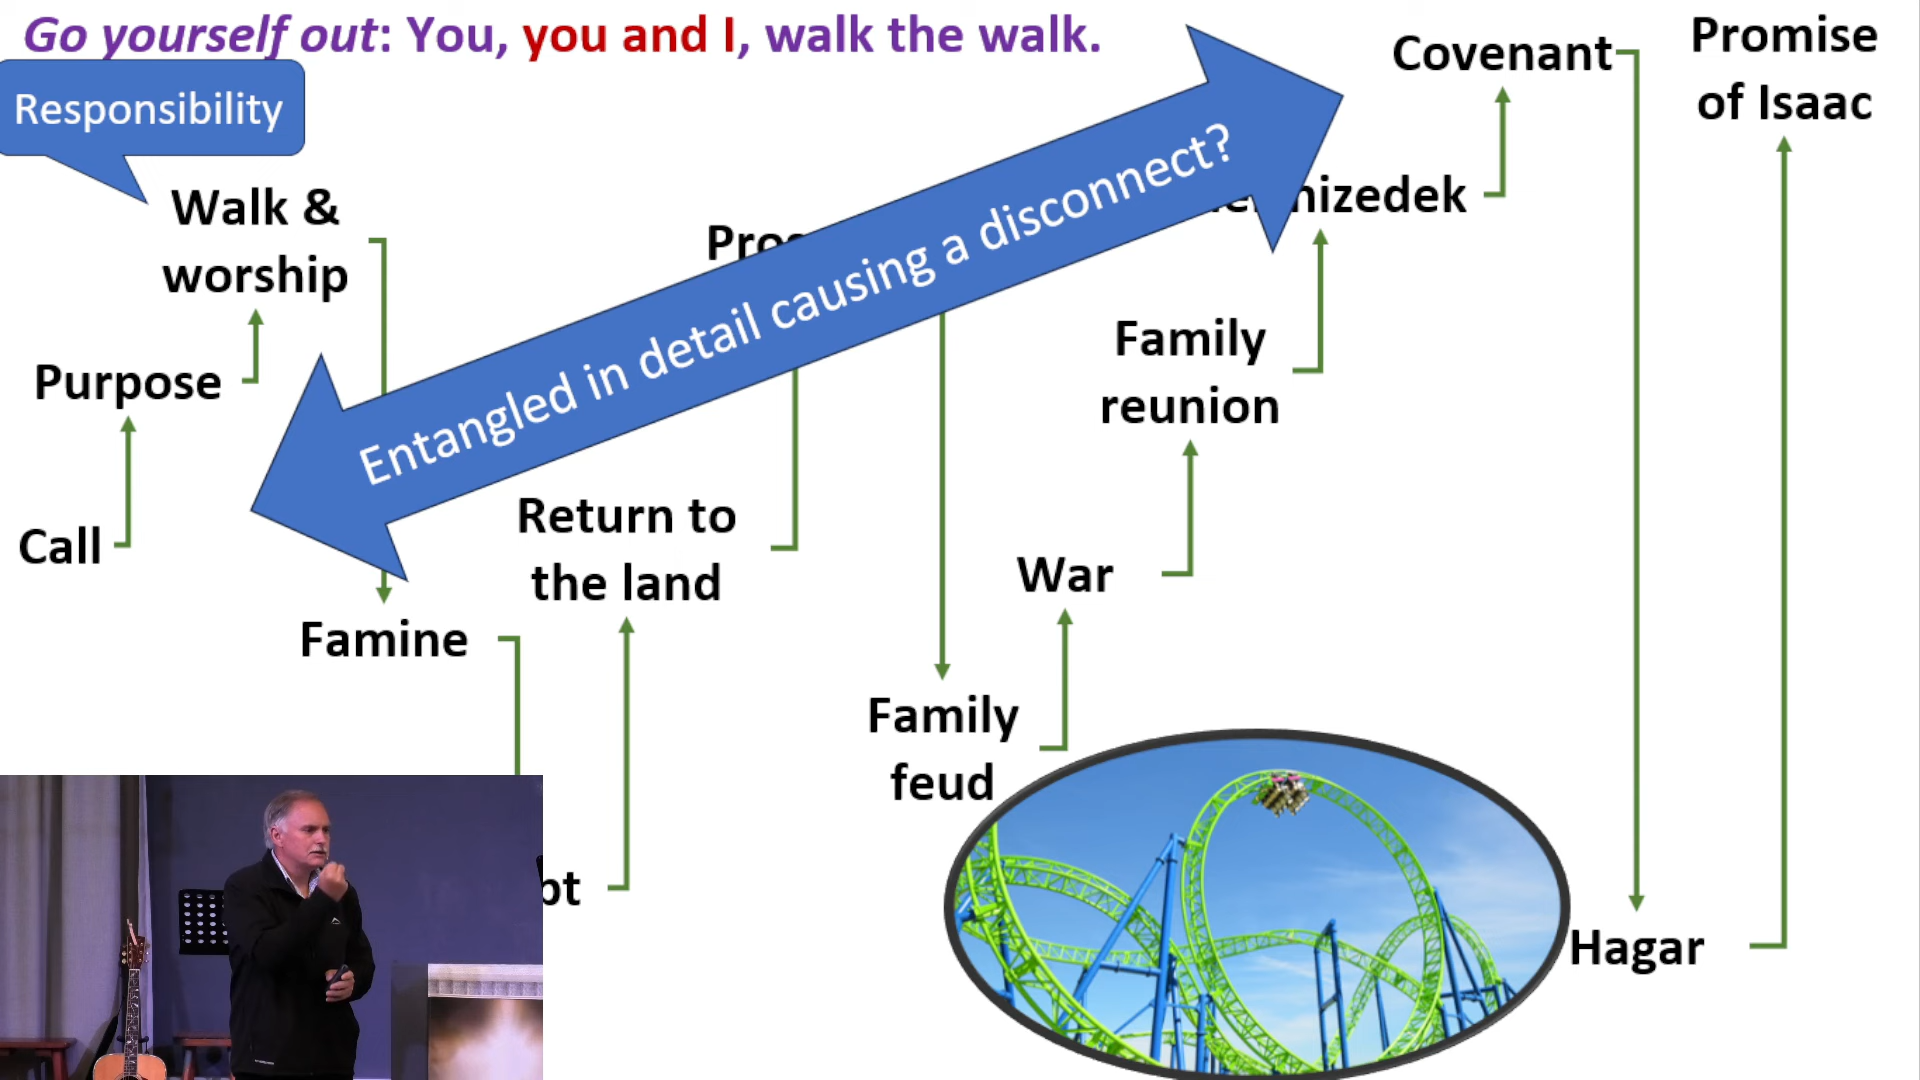 Go yourself out: You, you and I, walk the walk.
Responsibility
Covenant
Promise
of Isaac
Walk &
worship
Entangled in detail causing a disconnect?
Purpose
Family
reunion
Call
Return to
the land
War
Famine
Family
feud
Hagar